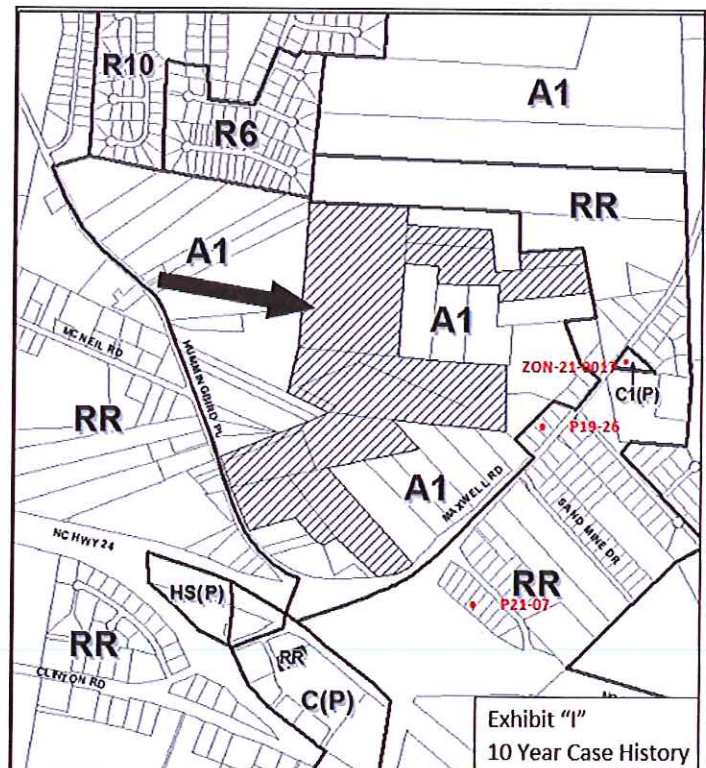 R10
R6
A1
RR
A1
A1
ZON-21-0017
C1(P)
MCNEIL RD
HUMMINGBIRD PL
RR
P19-26
A1
MAXWELL RD
SAND MINE DR
NC HWY 24
HS(P)
RR
P21-07
RR
RR
CLINTON RD
C(P)
Exhibit "I"
10 Year Case History